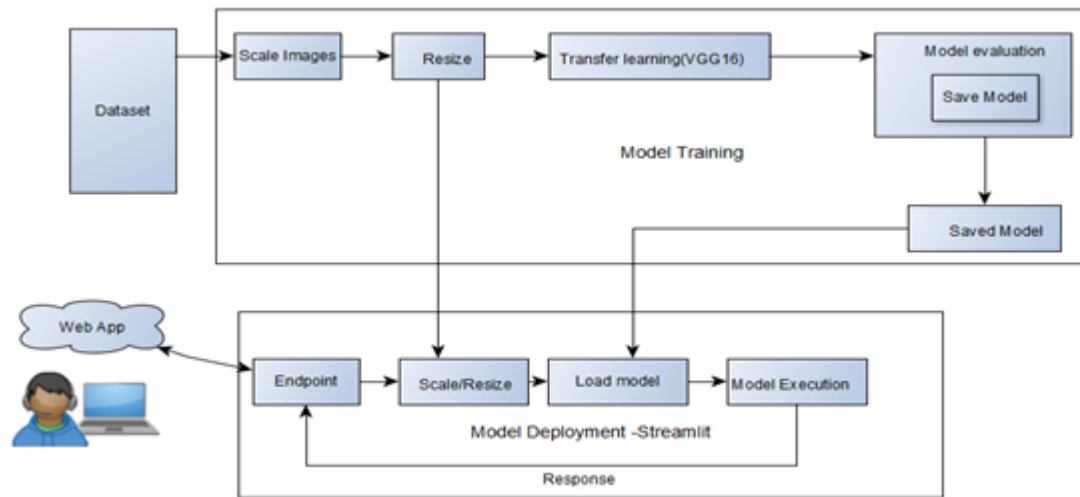 Dataset
Scale Images
Resize
Transfer learning(VGG16)
Model evaluation
Save Model
Model Training
Saved Model
Web App
Endpoint
Scale/Resize
Load model
Model Execution
Model Deployment -Streamlit
Response